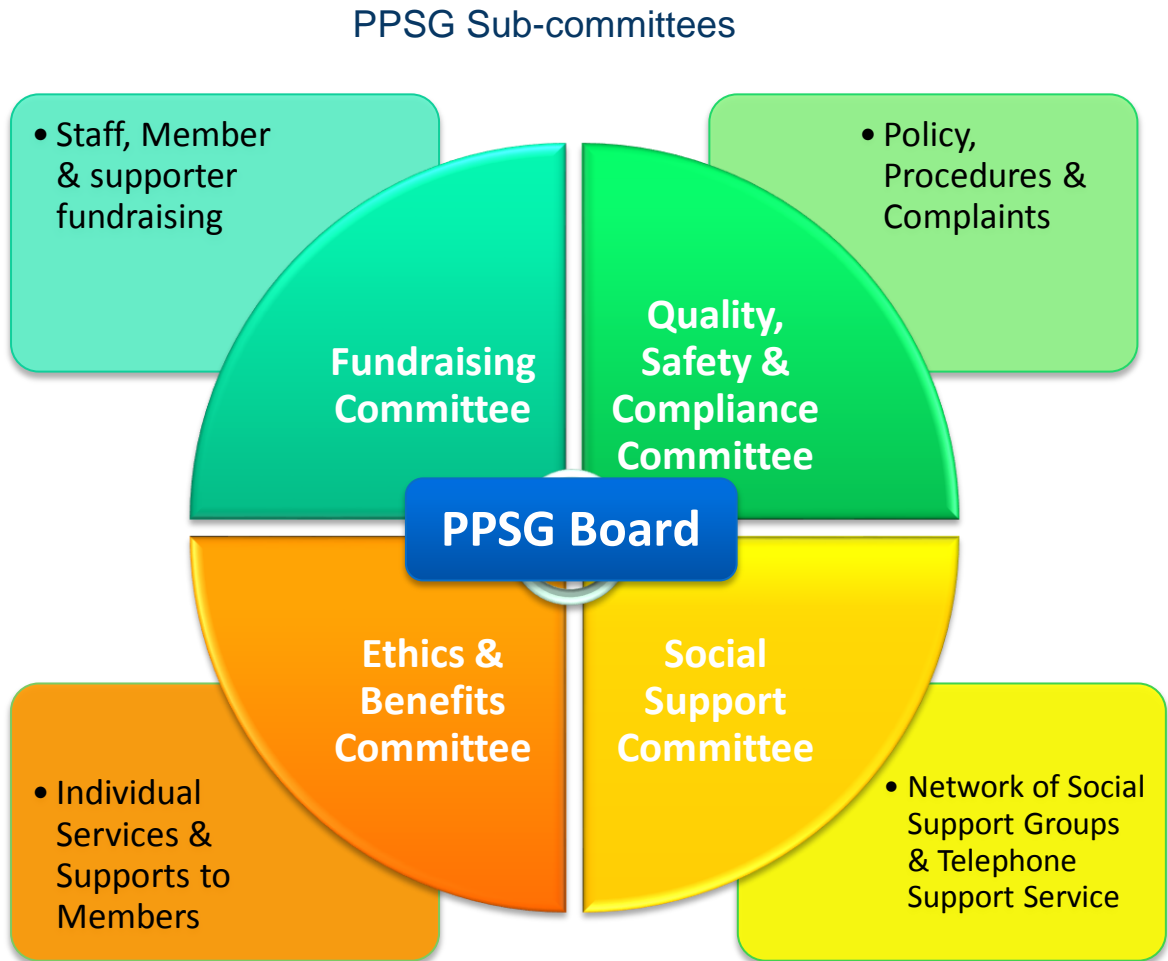 PPSG Sub-committees
• Staff, Member
& supporter
fundraising
• Policy,
Procedures &
Complaints
Fundraising
Committee
Quality,
Safety &
Compliance
Committee
PPSG Board
Ethics &
Benefits
Committee
Social
Support
Committee
• Individual
Services &
Supports to
Members
• Network of Social
Support Groups
& Telephone
Support Service